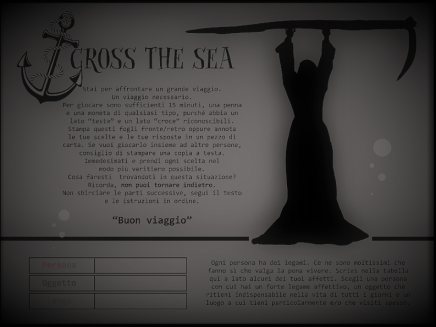 CROSS THE SEA
Stai per affrontare un grande viaggio.
Un viaggio necessario.
Per giocare sono sufficienti 15 minuti, una penna
e una moneta di qualsiasi tipo, purché abbia un
lato "testa" e un lato "croce" riconoscibili.
Stampa questi fogli fronte/retro oppure annota
le tue scelte e le tue risposte in un pezzo di
carta. Se vuoi giocarlo insieme ad altre persone,
consiglio di stampare una copia a testa.
Immedesimati e prendi ogni scelta nel
modo più veritiero possibile.
Cosa faresti trovandoti in questa situazione?
Ricorda, non puoi tornare indietro.
Non sbirciare le parti successive, segui il testo
e le istruzioni in ordine.
"Buon viaggio"
Persona
Oggetto
Ogni persona ha dei legami. Ce ne sono moltissimi che
fanno sì che valga la pena vivere. Scrivi nella tabella
qui a lato alcuni dei tuoi affetti. Scegli una persona
con cui hai un forte legame affettivo, un oggetto che
ritieni indispensabile nella vita di tutti i giorni e un
luogo a cui tieni particolarmente e/o che visiti spesso.